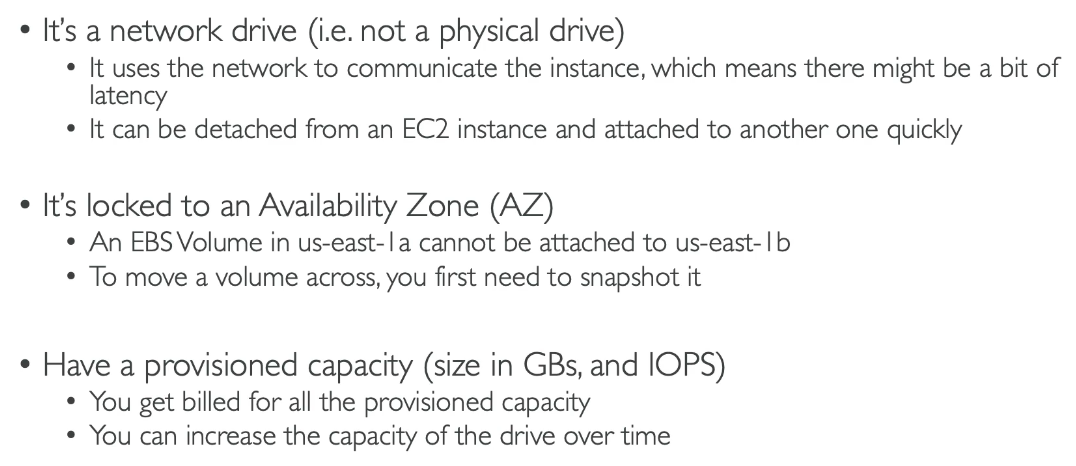 • It's a network drive (i.e. not a physical drive)
• It uses the network to communicate the instance, which means there might be a bit of
latency
• It can be detached from an EC2 instance and attached to another one quickly
• It's locked to an Availability Zone (AZ)
• An EBS Volume in us-east-1a cannot be attached to us-east-1b
• To move a volume across, you first need to snapshot it
• Have a provisioned capacity (size in GBs, and IOPS)
• You get billed for all the provisioned capacity
• You can increase the capacity of the drive over time